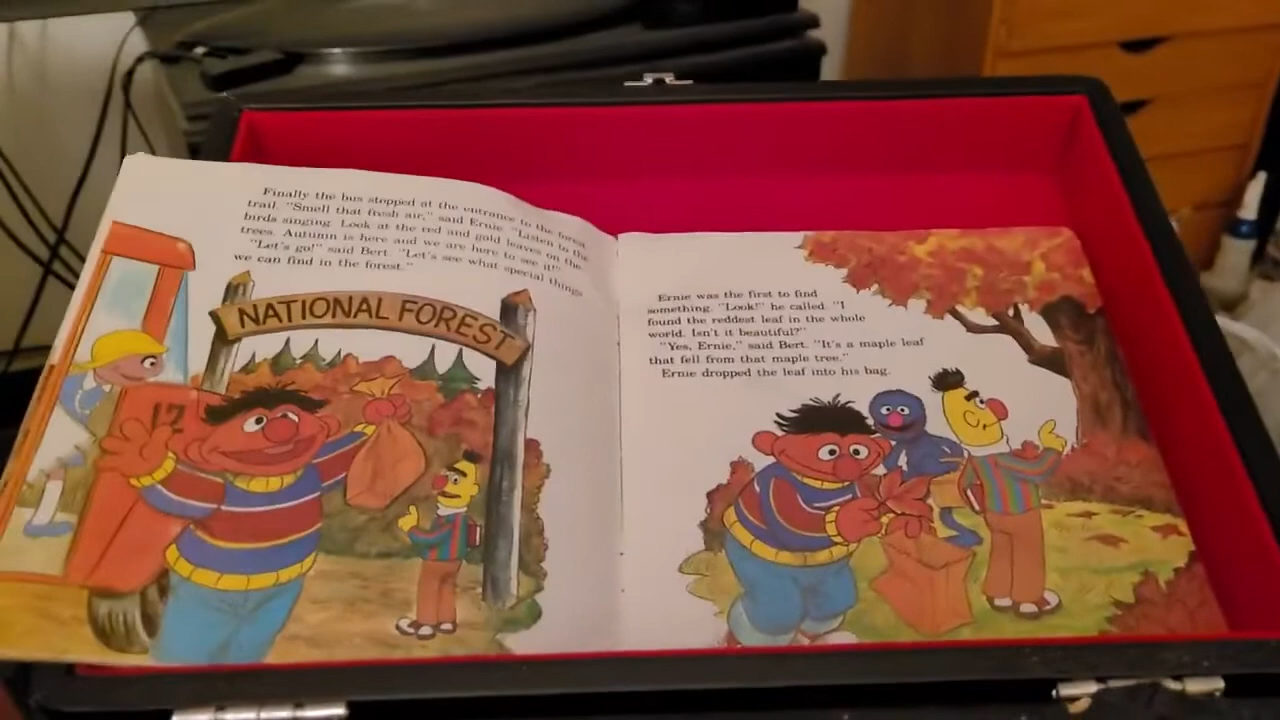 Finally the bus stopped at the entrance to the forest
trail. "Smell that fresh air," said Ernie. "Listen to the
birds singing. Look at the red and gold leaves on the
trees. Autumn is here and we are here to see it!"
"Let's go!" said Bert. "Let's see what special things
we can find in the forest."
NATIONAL FOREST
12
Ernie was the first to find
something. "Look!" he called. "I
found the reddest leaf in the whole
world. Isn't it beautiful?"
"Yes, Ernie," said Bert. "It's a maple leaf
that fell from that maple tree."
Ernie dropped the leaf into his bag.